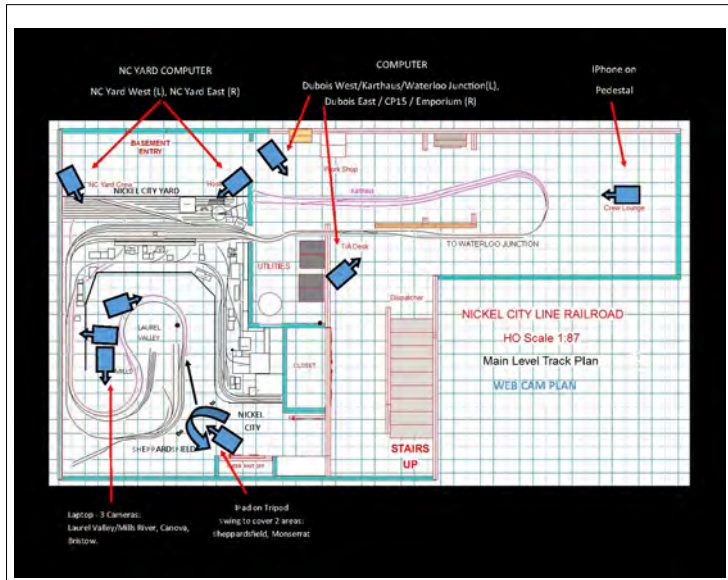 NC YARD COMPUTER
NC Yard West (L), NC Yard East (R)
COMPUTER
Dubois West/Karthaus/Waterloo Junction(L),
Dubois East / CP15 / Emporium (R)
IPhone on
Pedestal
BASEMENT
ENTRY
NC Yard Crew
NICKEL CITY YARD
Work Shop
Karthaus
Crew Lounge
UTILITIES
TrADesk
TO WATERLOO JUNCTION
Dispatcher
LAUREL
VALLEY
MILLS
CLOSET
NICKEL
CITY
SHEPPARDSFIELD
NICKEL CITY LINE RAILROAD
HO Scale 1:87
Main Level Track Plan
WEB CAM PLAN
STAIRS
UP
Laptop - 3 Cameras:
Laurel Valley/Mills River, Canova,
Bristow.
IPad on Tripod
swing to cover 2 areas:
Sheppardsfield, Monserrat